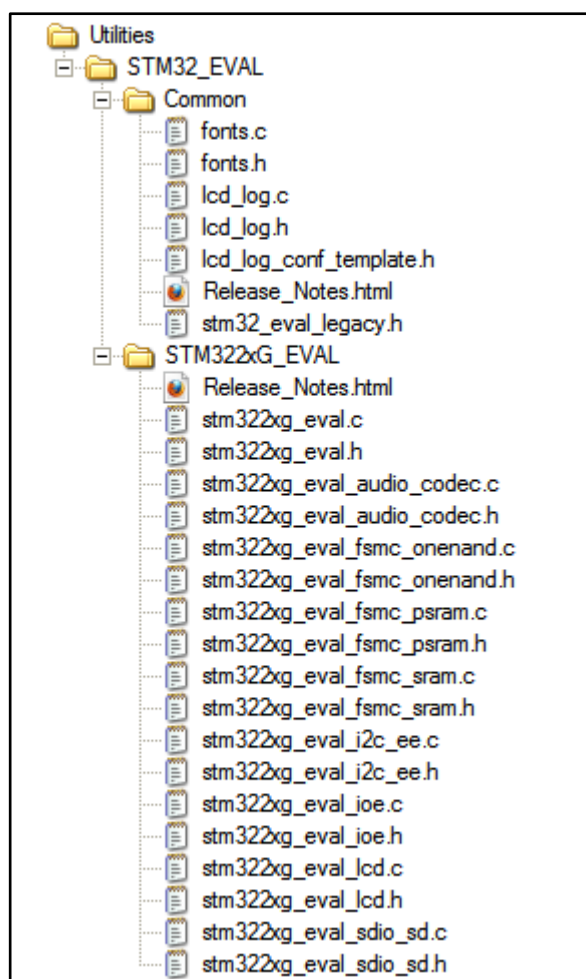 Utilities
STM32_EVAL
Common
fonts.c
fonts.h
lcd_log.c
lcd_log.h
lcd_log_conf_template.h
Release_Notes.html
stm32_eval_legacy.h
STM322xG_EVAL
Release_Notes.html
stm322xg_eval.c
stm322xg_eval.h
stm322xg_eval_audio_codec.c
stm322xg_eval_audio_codec.h
stm322xg_eval_fsmc_onenand.c
stm322xg_eval_fsmc_onenand.h
stm322xg_eval_fsmc_psram.c
stm322xg_eval_fsmc_psram.h
stm322xg_eval_fsmc_sram.c
stm322xg_eval_fsmc_sram.h
stm322xg_eval_i2c_ee.c
stm322xg_eval_i2c_ee.h
stm322xg_eval_ioe.c
stm322xg_eval_ioe.h
stm322xg_eval_lcd.c
stm322xg_eval_lcd.h
stm322xg_eval_sdio_sd.c
stm322xg_eval_sdio_sd.h